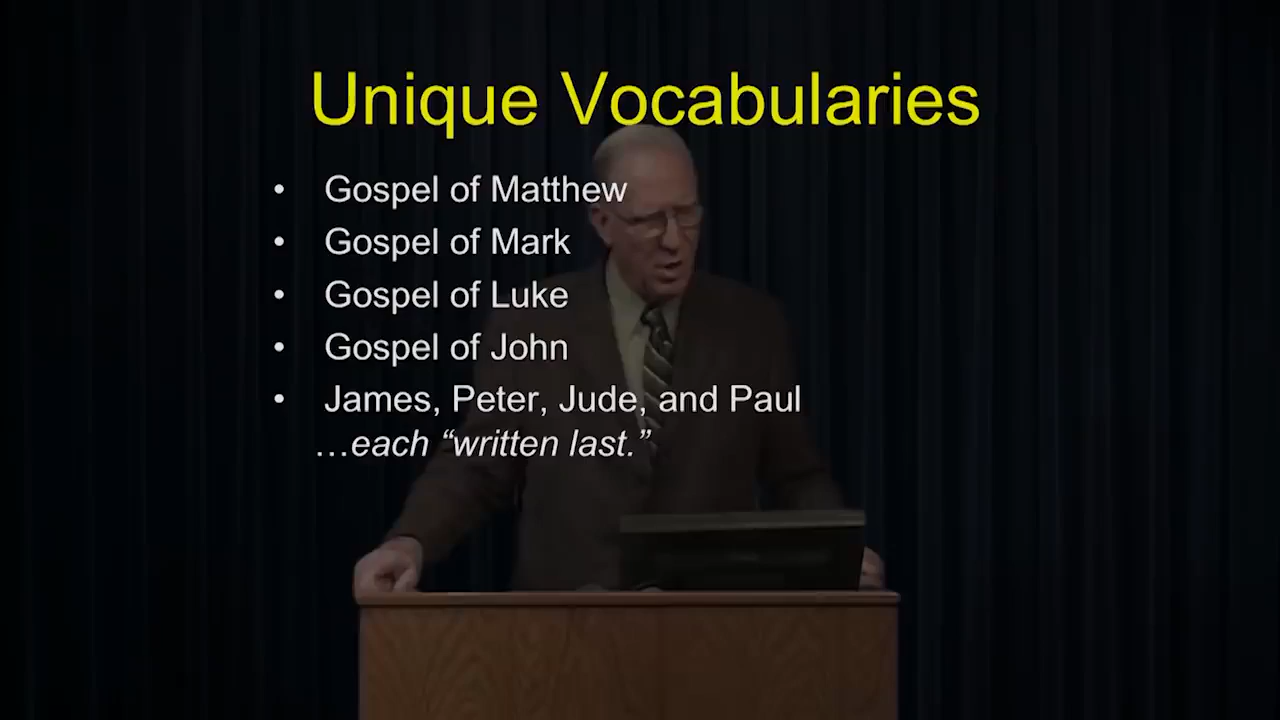 Unique Vocabularies
• Gospel of Matthew
• Gospel of Mark
• Gospel of Luke
• Gospel of John
• James, Peter, Jude, and Paul
…each “written last.”